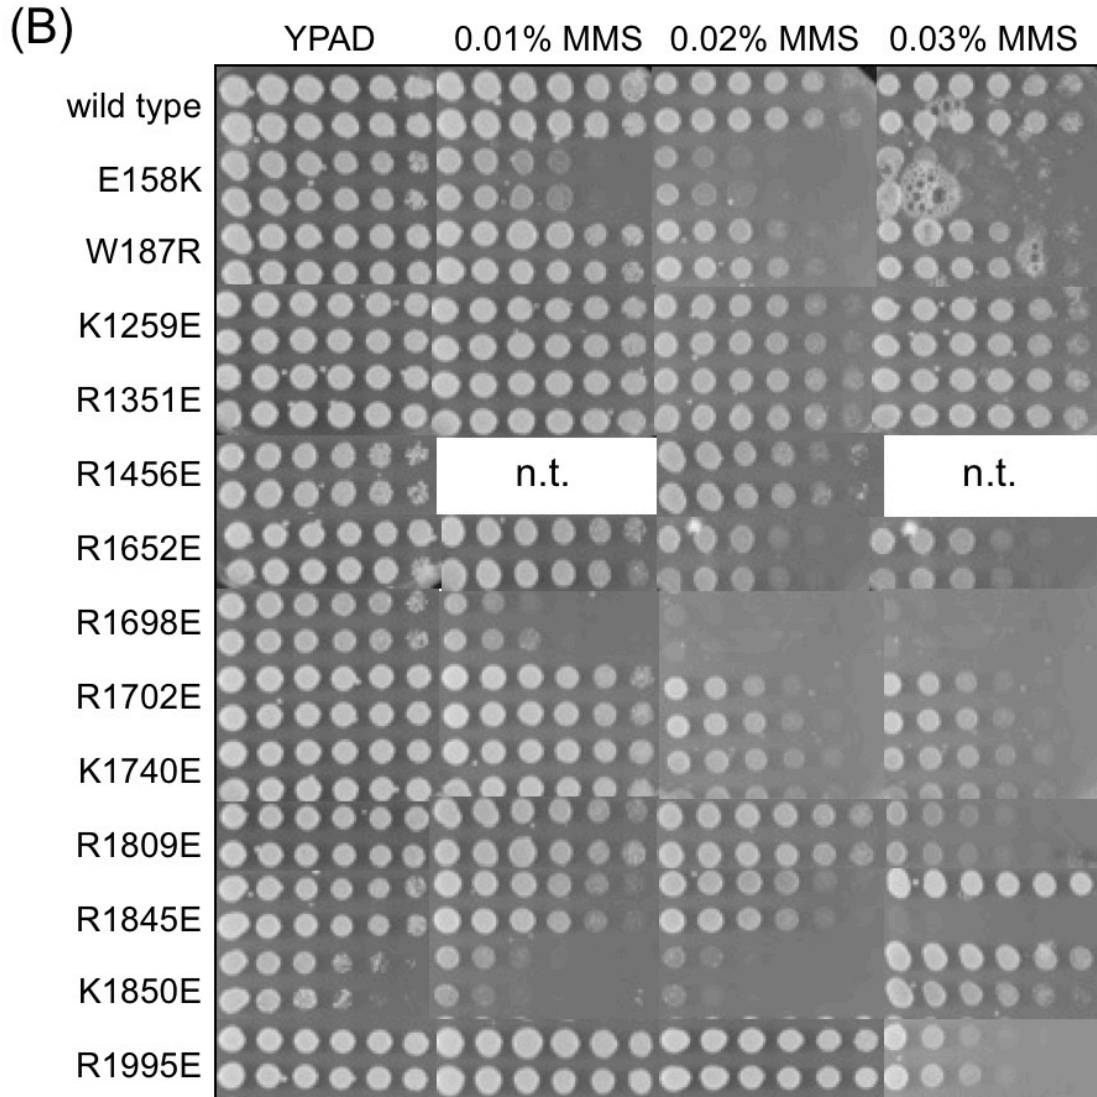 (B)
YPAD 0.01% MMS 0.02% MMS 0.03% MMS
wild type
E158K
W187R
K1259E
R1351E
R1456E n.t. n.t.
R1652E
R1698E
R1702E
K1740E
R1809E
R1845E
K1850E
R1995E